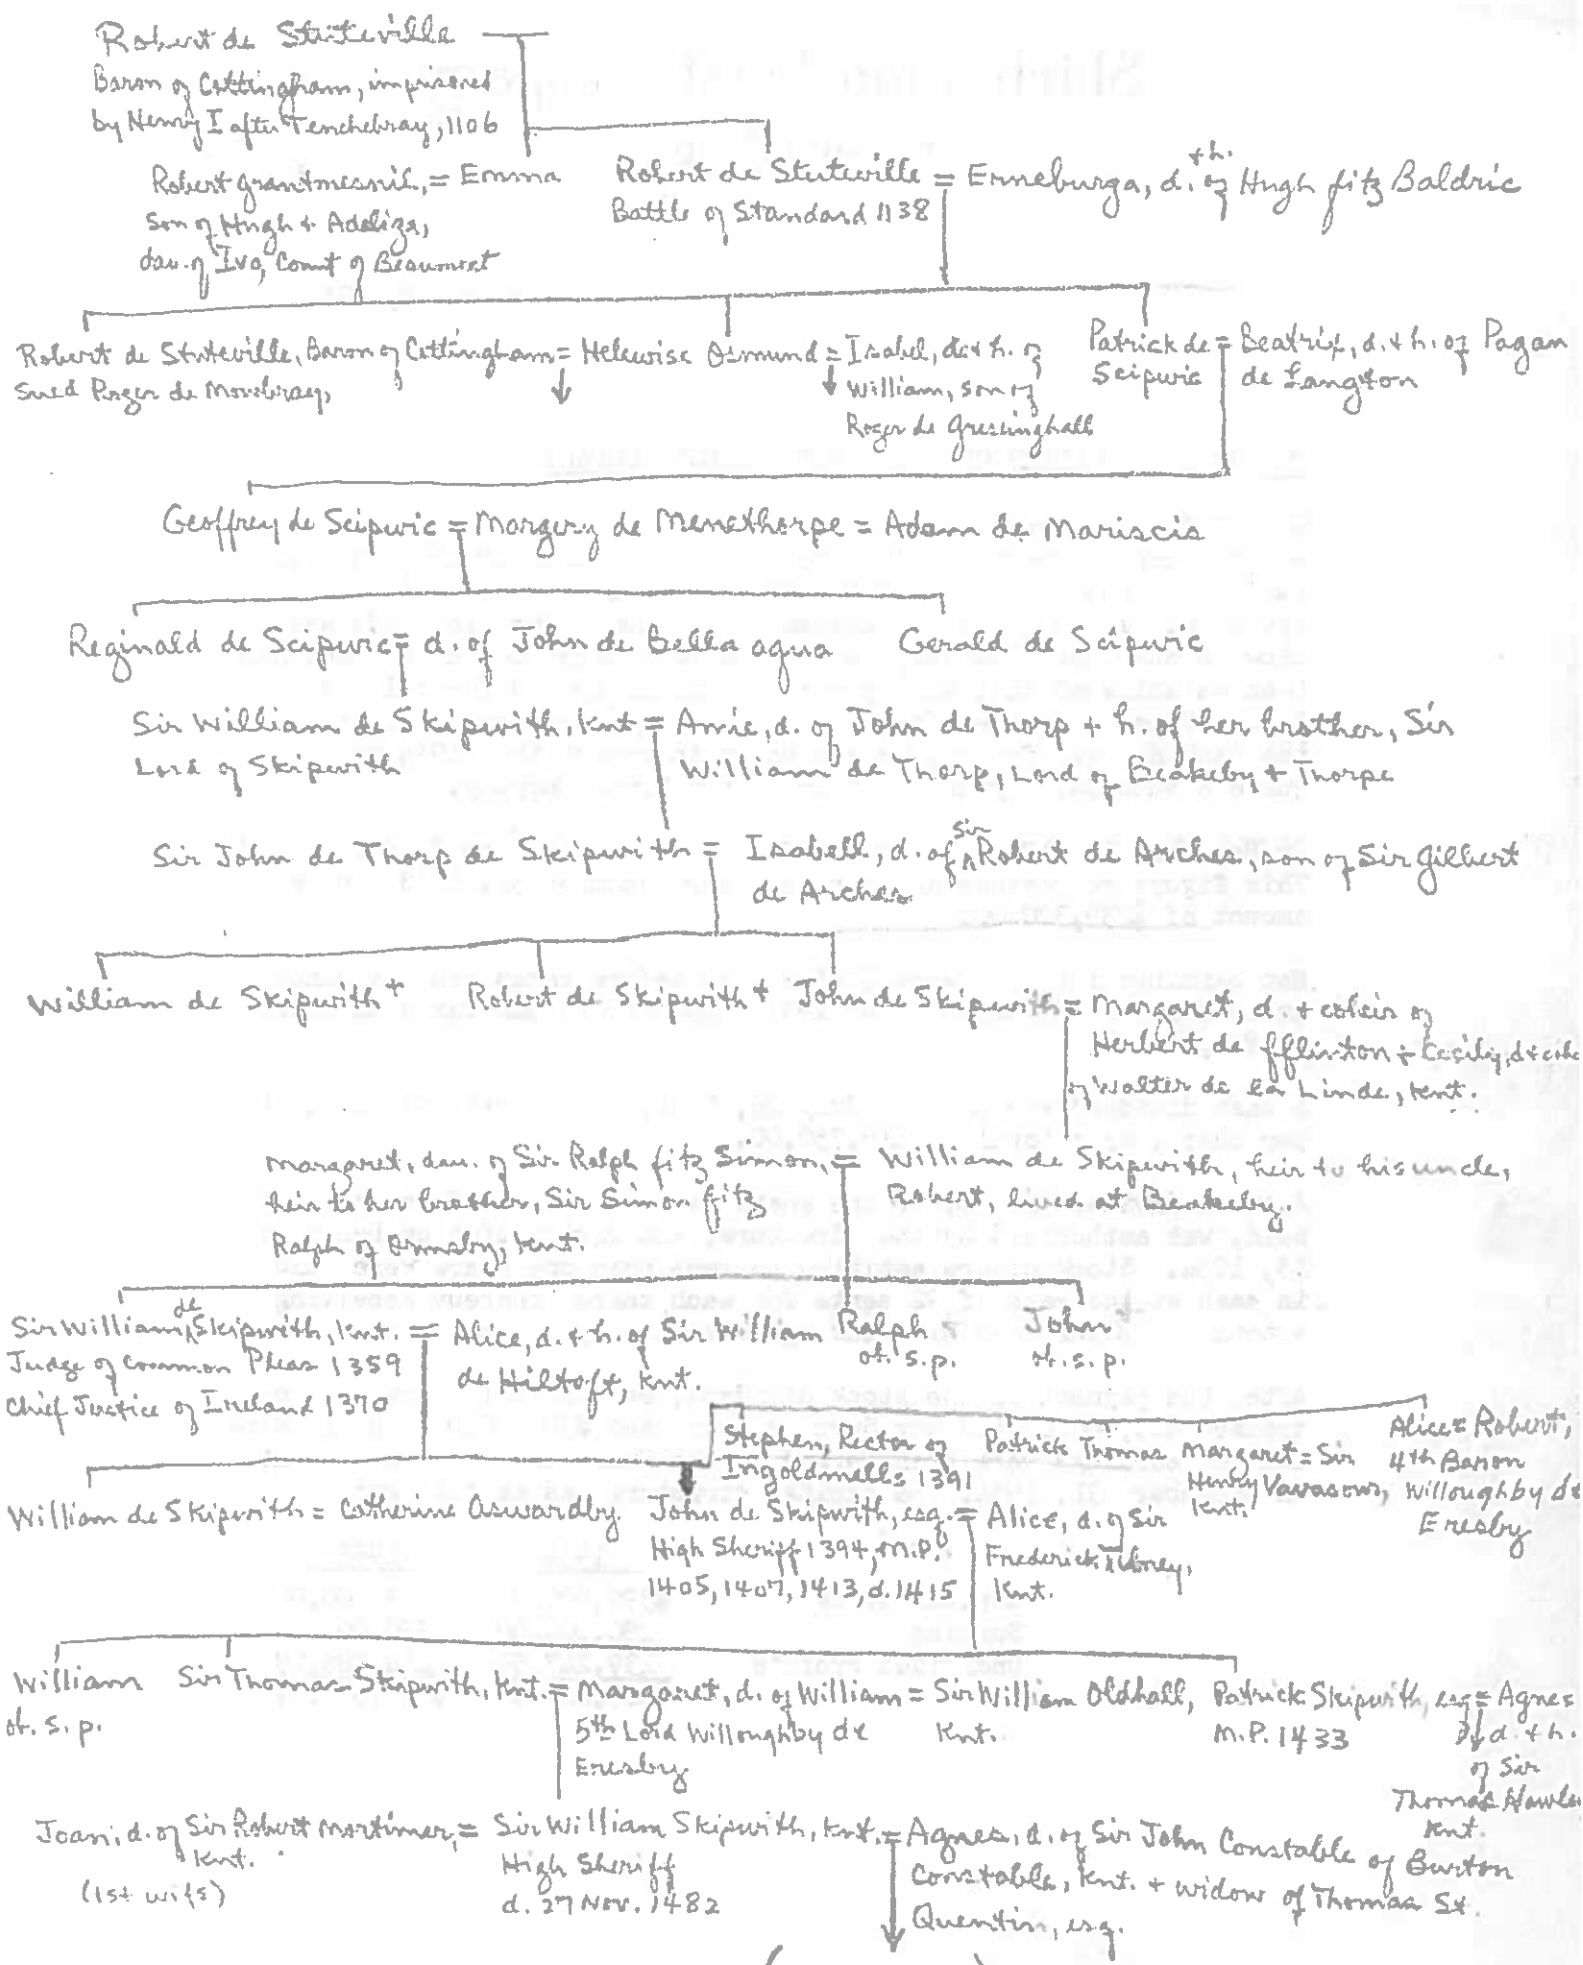 Robert de Stuteville
Baron of Cottingham, imprisoned
by Henry I after Tenchebray, 1106
Robert Grantmesnil, = Emma
son of Hugh + Adeliza,
dau. of Ivo, Count of Beaumont
Robert de Stuteville = Erneburga, d. + h. of Hugh fitz Baldric
Battle of Standard 1138
Robert de Stuteville, Baron of Cottingham = Helewise
sued Roger de Mowbray,
Osmund = Isabel, d. + h. of
William, son of
Roger de Gressinghall
Patrick de = Beatrix, d. + h. of Pagan
Scipwic de Langton
Geoffrey de Scipwic = Margery de Menethorpe = Adam de Mariscis
Reginald de Scipwic = d. of John de Bella aqua Gerald de Scipwic
Sir William de Skipwith, Knt = Amie, d. of John de Thorp + h. of her brother, Sir
Lord of Skipwith William de Thorp, Lord of Beakeby + Thorpe
Sir John de Thorp de Skipwith = Isabell, d. of Sir Robert de Arches, son of Sir Gilbert
de Arches
William de Skipwith + Robert de Skipwith + John de Skipwith = Margaret, d. + coheir of
Herbert de fflinton + Cecily, d + cohe
of Walter de la Linde, Knt.
Margaret, dau. of Sir Ralph fitz Simon, = William de Skipwith, heir to his uncle,
heir to her brother, Sir Simon fitz Robert, lived at Beakeby.
Ralph of Ormsby, Knt.
Sir William de Skipwith, Knt. = Alice, d. + h. of Sir William
Judge of Common Pleas 1359 de Hiltoft, Knt.
Chief Justice of Ireland 1370
Ralph John
ob. s.p. ob. s.p.
Stephen, Rector of
Ingoldmells 1391
Patrick Thomas Margaret = Sir
Henry Vavasour,
Knt.
Alice = Robert,
4th Baron
Willoughby de
Eresby
William de Skipwith = Catherine Aswardby. John de Skipwith, esq. = Alice, d. of Sir
High Sheriff 1394, M.P. Frederick Tilney,
1405, 1407, 1413, d. 1415 Knt.
William Sir Thomas Skipwith, Knt. = Margaret, d. of William = Sir William Oldhall,
ob. s. p. 5th Lord Willoughby de Knt.
Eresby
Patrick Skipwith, esq = Agnes
M.P. 1433 d. + h.
of Sir
Thomas Hawle
Knt.
Joan, d. of Sir Robert Mortimer, = Sir William Skipwith, Knt. = Agnes, d. of Sir John Constable of Burton
Knt. High Sheriff Constable, Knt. + widow of Thomas St.
(1st wife) d. 27 Nov. 1482 Quentin, esq.